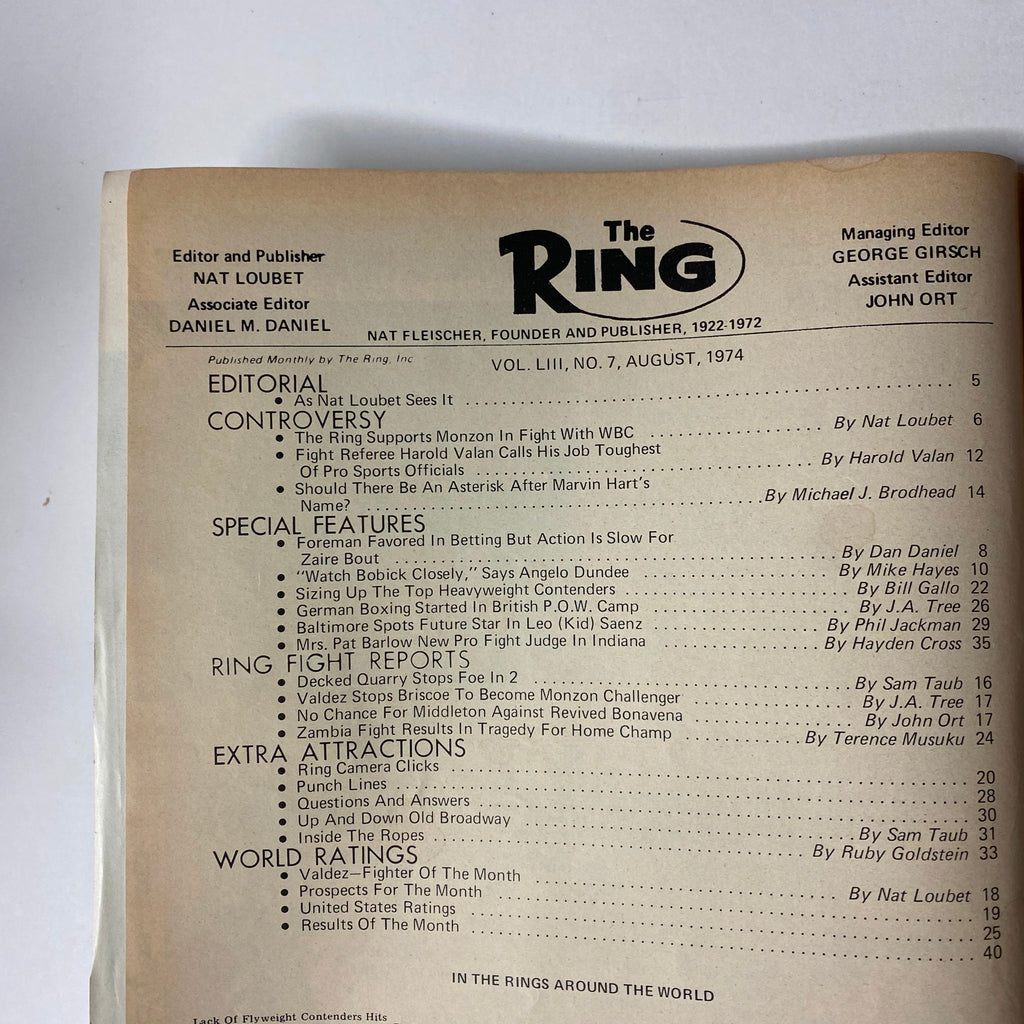 Editor and Publisher
NAT LOUBET
Associate Editor
DANIEL M. DANIEL
The
RING
Managing Editor
GEORGE GIRSCH
Assistant Editor
JOHN ORT
NAT FLEISCHER, FOUNDER AND PUBLISHER, 1922-1972
Published Monthly by The Ring, Inc
VOL. LIII, NO. 7, AUGUST, 1974
EDITORIAL
• As Nat Loubet Sees It ........ 5
CONTROVERSY
• The Ring Supports Monzon In Fight With WBC ........ By Nat Loubet 6
• Fight Referee Harold Valan Calls His Job Toughest
Of Pro Sports Officials ........ By Harold Valan 12
• Should There Be An Asterisk After Marvin Hart's
Name? ........ By Michael J. Brodhead 14
SPECIAL FEATURES
• Foreman Favored In Betting But Action Is Slow For
Zaire Bout ........ By Dan Daniel 8
• "Watch Bobick Closely," Says Angelo Dundee ........ By Mike Hayes 10
• Sizing Up The Top Heavyweight Contenders ........ By Bill Gallo 22
• German Boxing Started In British P.O.W. Camp ........ By J.A. Tree 26
• Baltimore Spots Future Star In Leo (Kid) Saenz ........ By Phil Jackman 29
• Mrs. Pat Barlow New Pro Fight Judge In Indiana ........ By Hayden Cross 35
RING FIGHT REPORTS
• Decked Quarry Stops Foe In 2 ........ By Sam Taub 16
• Valdez Stops Briscoe To Become Monzon Challenger ........ By J.A. Tree 17
• No Chance For Middleton Against Revived Bonavena ........ By John Ort 17
• Zambia Fight Results In Tragedy For Home Champ ........ By Terence Musuku 24
EXTRA ATTRACTIONS
• Ring Camera Clicks ........ 20
• Punch Lines ........ 28
• Questions And Answers ........ 30
• Up And Down Old Broadway ........ By Sam Taub 31
• Inside The Ropes ........ By Ruby Goldstein 33
WORLD RATINGS
• Valdez—Fighter Of The Month ........ By Nat Loubet 18
• Prospects For The Month ........ 19
• United States Ratings ........ 25
• Results Of The Month ........ 40
IN THE RINGS AROUND THE WORLD
Lack Of Flyweight Contenders Hits